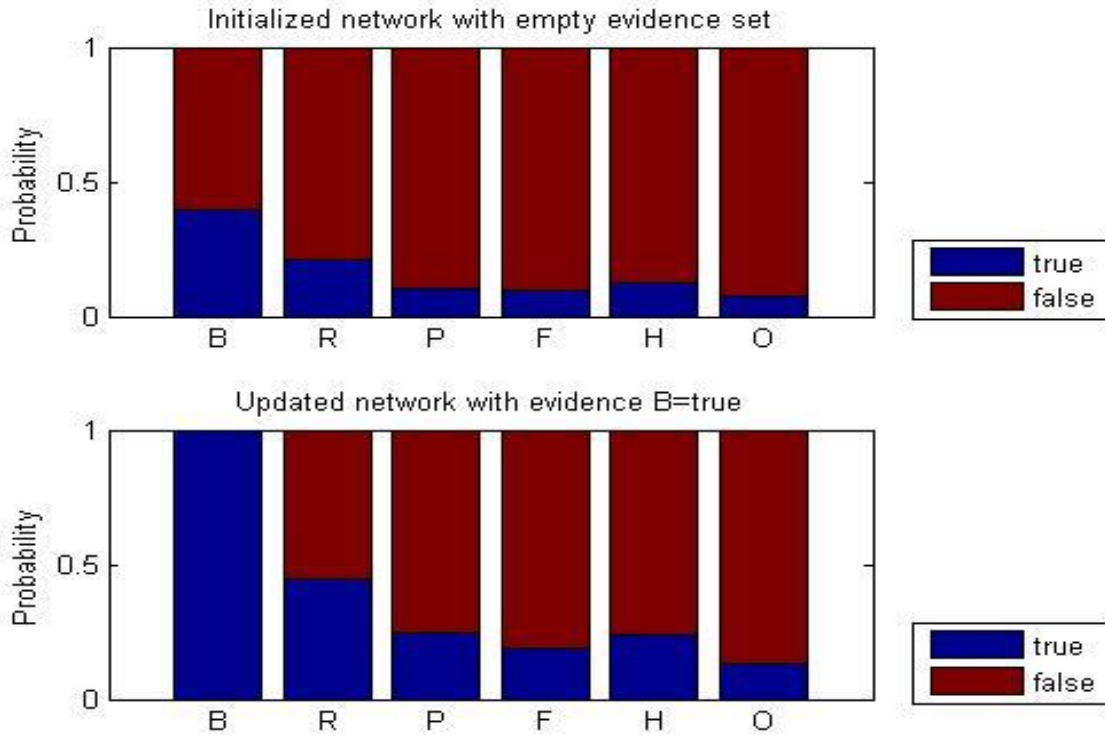 Initialized network with empty evidence set
1
0.5
0
Probability
B R P F H O
true
false
Updated network with evidence B=true
1
0.5
0
Probability
B R P F H O
true
false